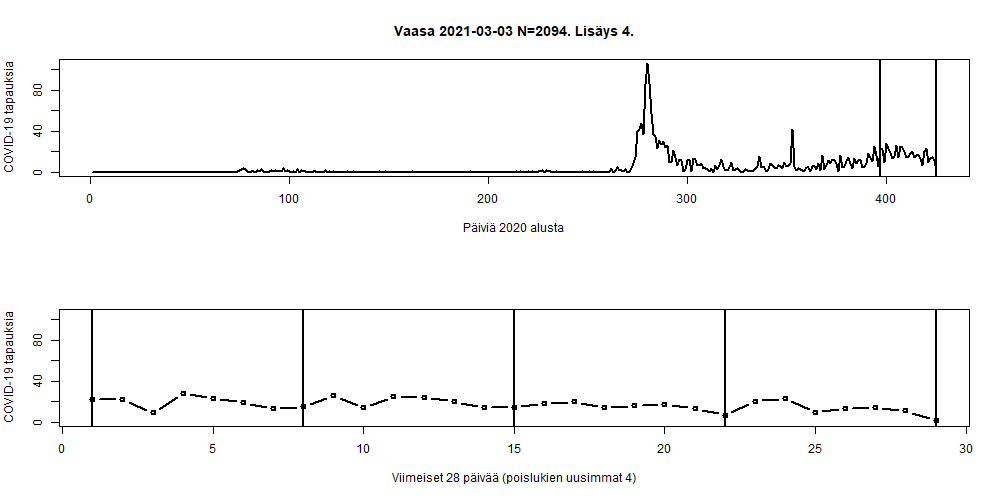 Vaasa 2021-03-03 N=2094. Lisäys 4.
COVID-19 tapauksia
0 40 80
0 100 200 300 400
Päiviä 2020 alusta
COVID-19 tapauksia
0 40 80
0 5 10 15 20 25 30
Viimeiset 28 päivää (poislukien uusimmat 4)